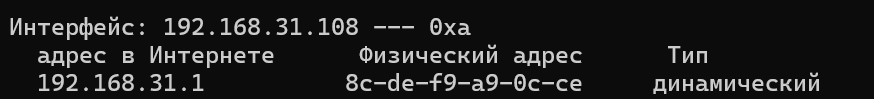 Интерфейс: 192.168.31.108 --- 0xa
адрес в Интернете Физический адрес Тип
192.168.31.1 8c-de-f9-a9-0c-ce динамический